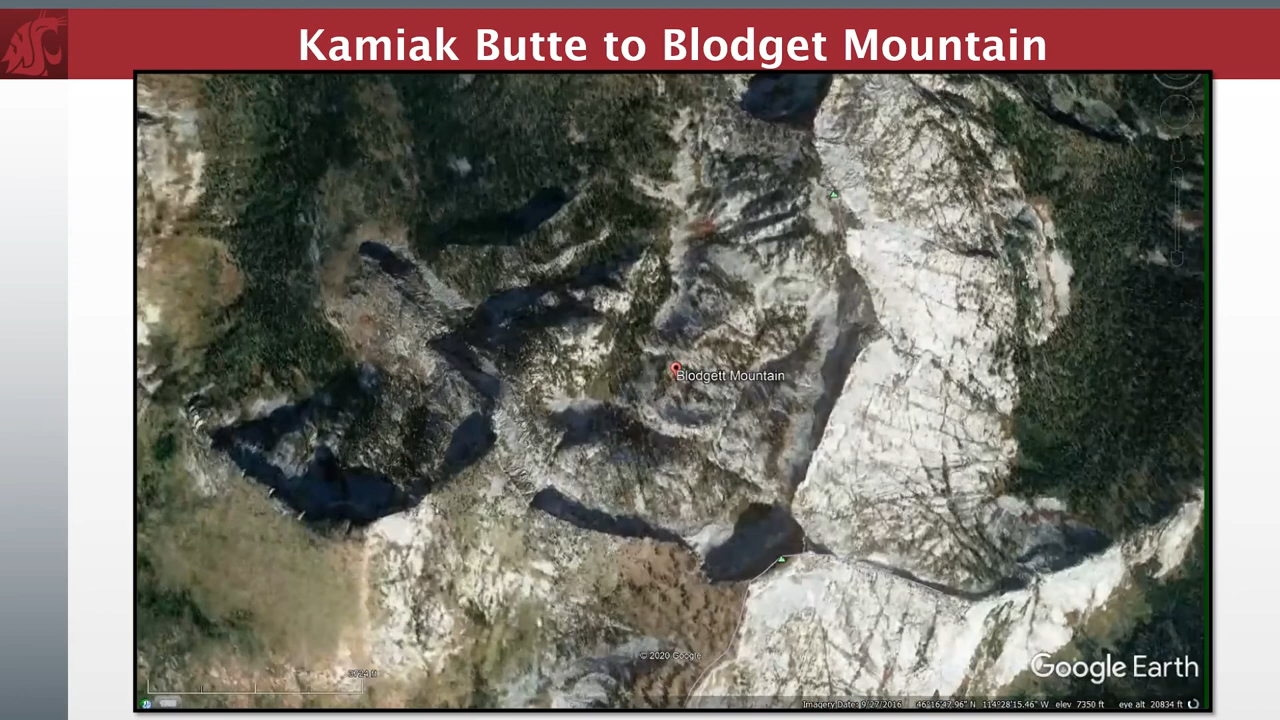 Kamiak Butte to Blodget Mountain
Blodgett Mountain
© 2020 Google
Google Earth
Imagery Date: 9/27/2016 46°16'47.96" N 114°28'15.46" W elev 7350 ft eye alt 20834 ft